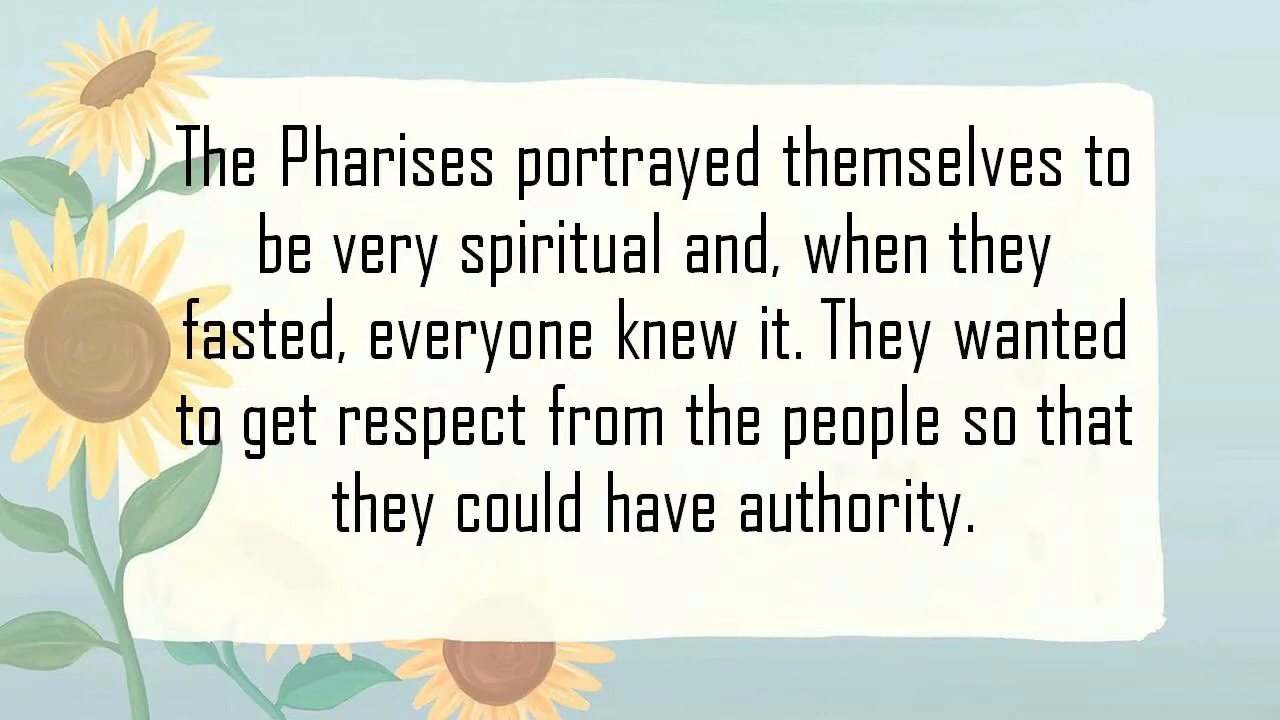 The Pharises portrayed themselves to
be very spiritual and, when they
fasted, everyone knew it. They wanted
to get respect from the people so that
they could have authority.